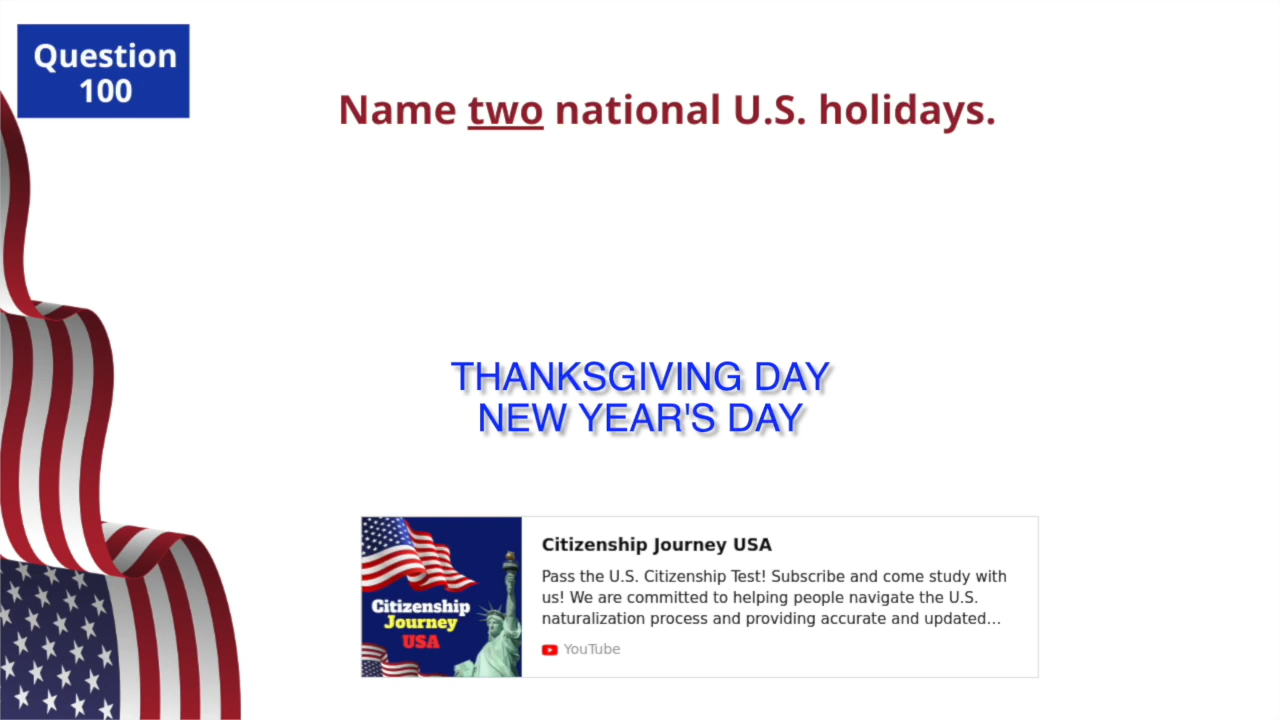 Question
100
Name two national U.S. holidays.
THANKSGIVING DAY
NEW YEAR'S DAY
Citizenship Journey USA
Pass the U.S. Citizenship Test! Subscribe and come study with
us! We are committed to helping people navigate the U.S.
naturalization process and providing accurate and updated...
YouTube
Citizenship
Journey
USA